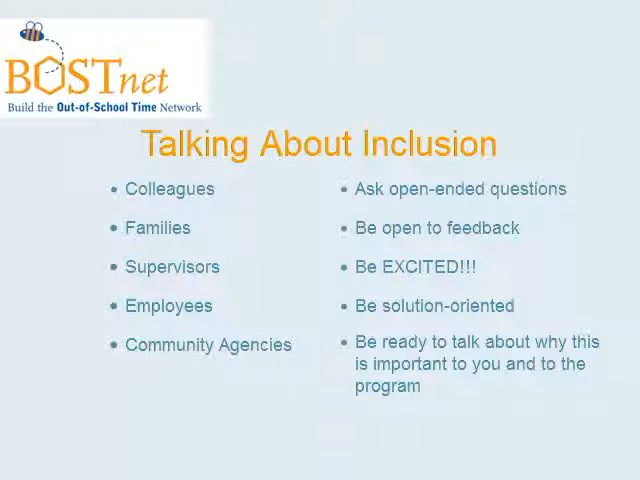 BOSTnet
Build the Out-of-School Time Network
Talking About Inclusion
• Colleagues
• Families
• Supervisors
• Employees
• Community Agencies
• Ask open-ended questions
• Be open to feedback
• Be EXCITED!!!
• Be solution-oriented
• Be ready to talk about why this
is important to you and to the
program